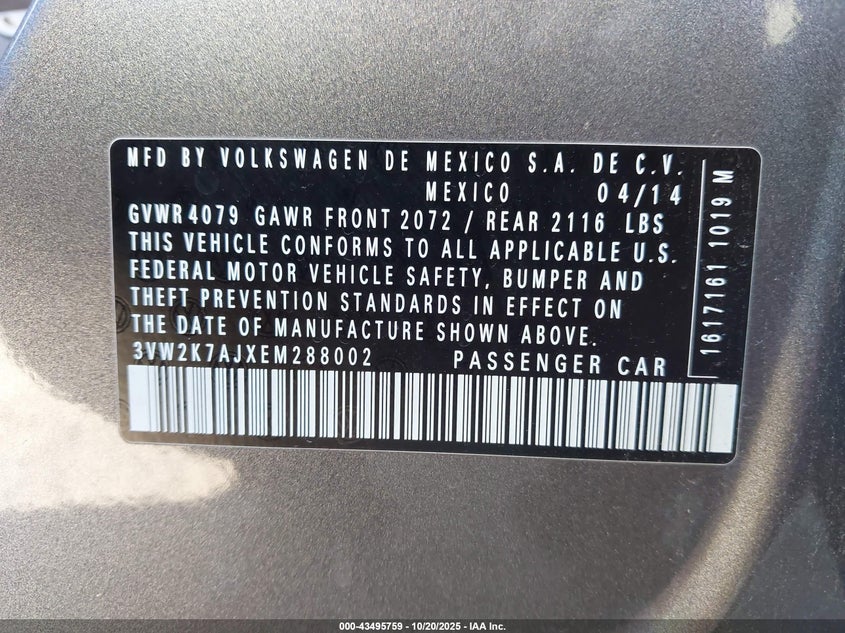 MFD BY VOLKSWAGEN DE MEXICO S.A. DE C.V.
MEXICO 04/14
GVWR 4079 GAWR FRONT 2072 / REAR 2116 LBS
THIS VEHICLE CONFORMS TO ALL APPLICABLE U.S.
FEDERAL MOTOR VEHICLE SAFETY, BUMPER AND
THEFT PREVENTION STANDARDS IN EFFECT ON
THE DATE OF MANUFACTURE SHOWN ABOVE.
3VW2K7AJXEM288002 PASSENGER CAR
1617161 1019 M
000-43495759 | 10/20/2025 - IAA Inc.